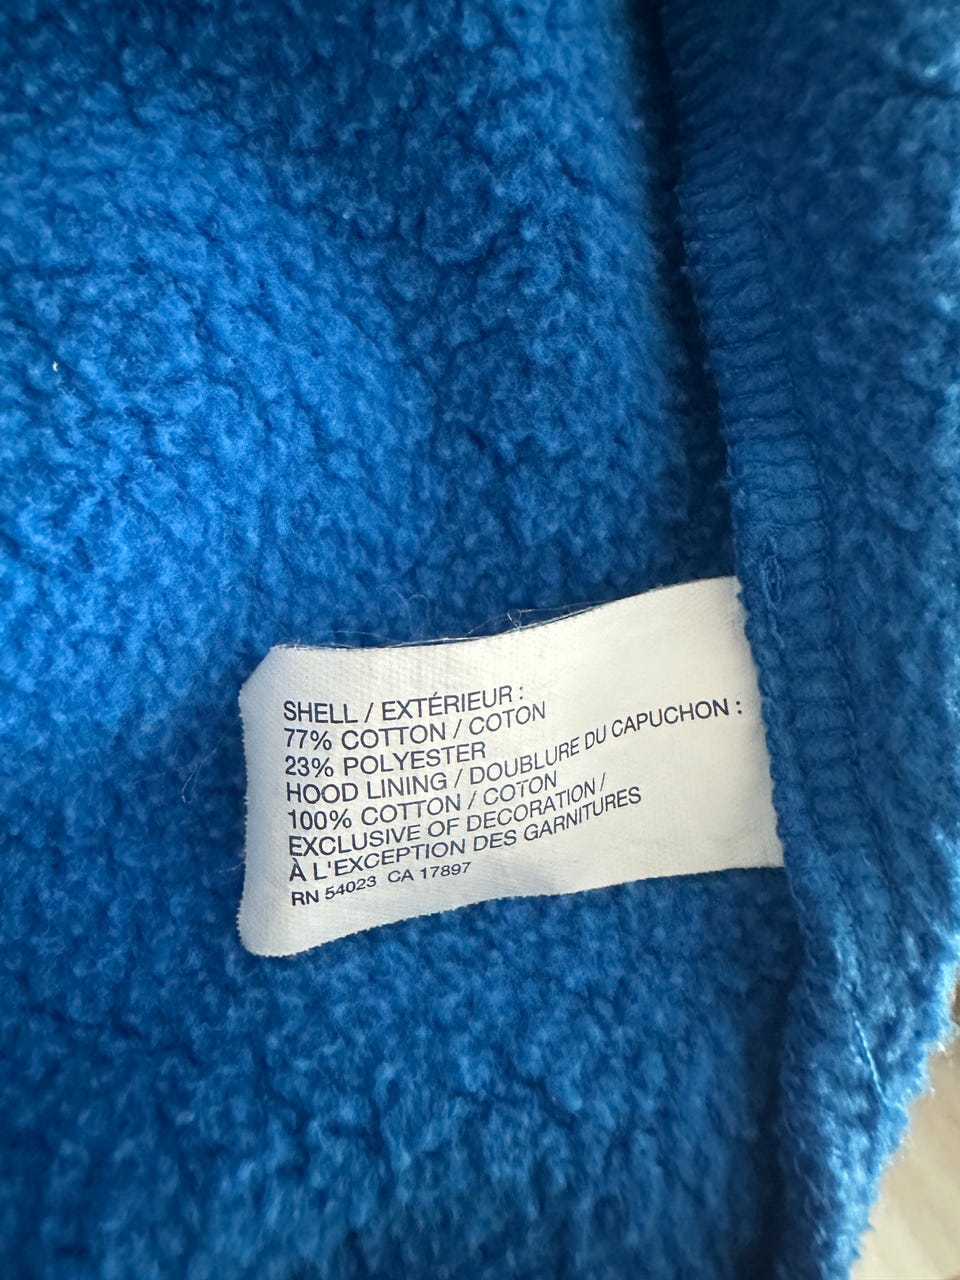 SHELL / EXTÉRIEUR :
77% COTTON / COTON
23% POLYESTER
HOOD LINING / DOUBLURE DU CAPUCHON :
100% COTTON / COTON
EXCLUSIVE OF DECORATION /
À L'EXCEPTION DES GARNITURES
RN 54023 CA 17897